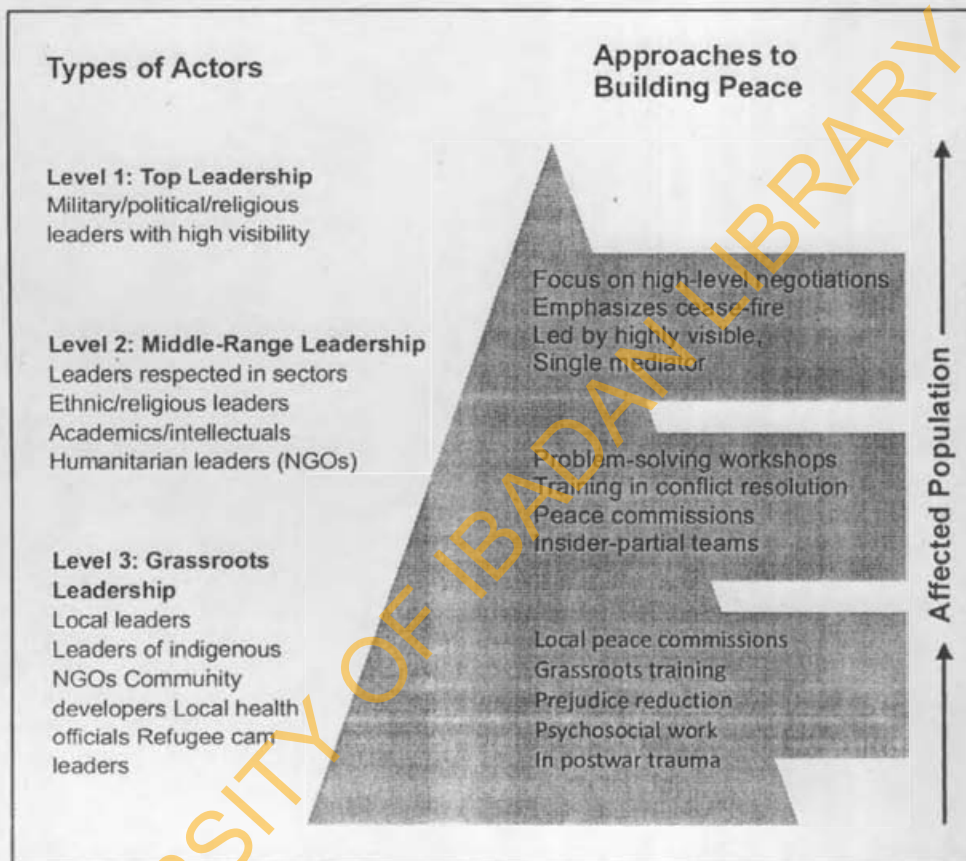 Types of Actors
Approaches to
Building Peace
Level 1: Top Leadership
Military/political/religious
leaders with high visibility
Focus on high-level negotiations
Emphasizes cease-fire
Led by highly visible,
Single mediator
Level 2: Middle-Range Leadership
Leaders respected in sectors
Ethnic/religious leaders
Academics/intellectuals
Humanitarian leaders (NGOs)
Problem-solving workshops
Training in conflict resolution
Peace commissions
Insider-partial teams
Level 3: Grassroots
Leadership
Local leaders
Leaders of indigenous
NGOs Community
developers Local health
officials Refugee cam
leaders
Local peace commissions
Grassroots training
Prejudice reduction
Psychosocial work
In postwar trauma
Affected Population
RSITY OF IBADAN LIBRARY